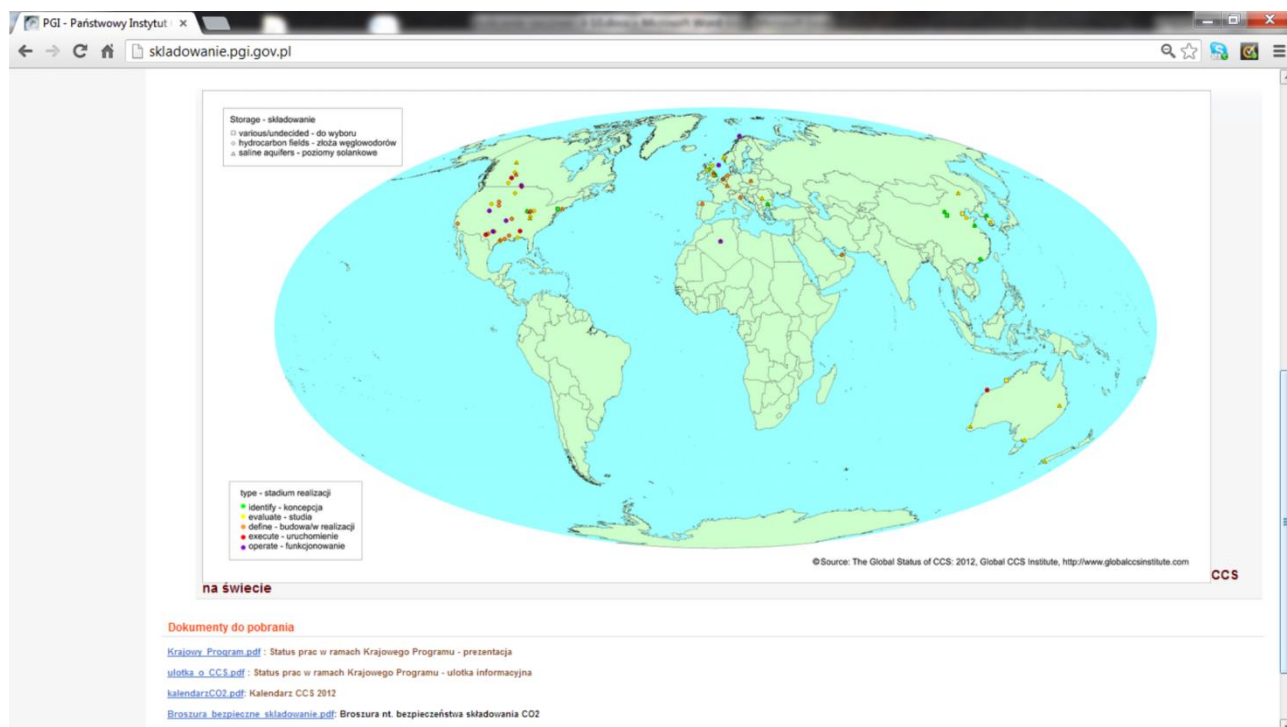 PGI - Państwowy Instytut
skladowanie.pgi.gov.pl
Storage - składowanie
various/undecided - do wyboru
hydrocarbon fields - złoża węglowodorów
saline aquifers - poziomy solankowe
type - stadium realizacji
identify - koncepcja
evaluate - studia
define - budowa/w realizacji
execute - uruchomienie
operate - funkcjonowanie
©Source: The Global Status of CCS: 2012, Global CCS Institute, http://www.globalccsinstitute.com
CCS
na świecie
Dokumenty do pobrania
Krajowy_Program.pdf : Status prac w ramach Krajowego Programu - prezentacja
ulotka_o_CCS.pdf : Status prac w ramach Krajowego Programu - ulotka informacyjna
kalendarzCO2.pdf: Kalendarz CCS 2012
Broszura_bezpieczne_skladowanie.pdf: Broszura nt. bezpieczeństwa składowania CO2